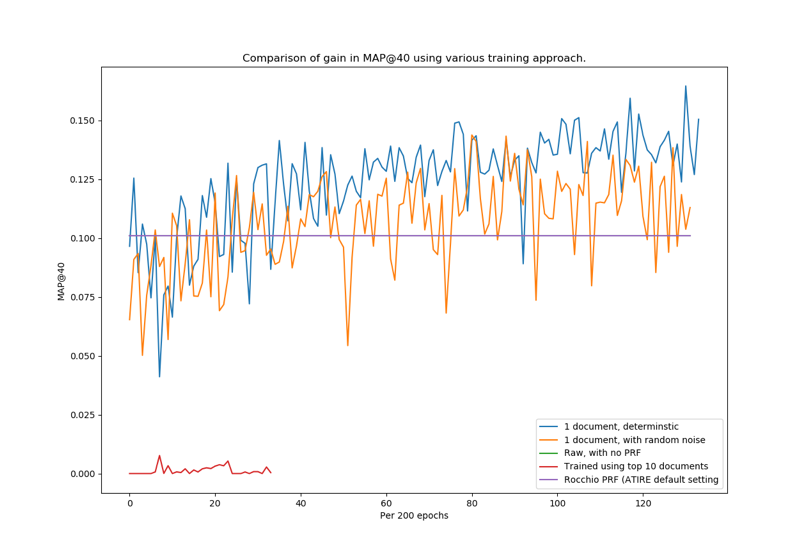 Comparison of gain in MAP@40 using various training approach.
MAP@40
0.150
0.125
0.100
0.075
0.050
0.025
0.000
0
20
40
60
80
100
120
Per 200 epochs
1 document, determinstic
1 document, with random noise
Raw, with no PRF
Trained using top 10 documents
Rocchio PRF (ATIRE default setting